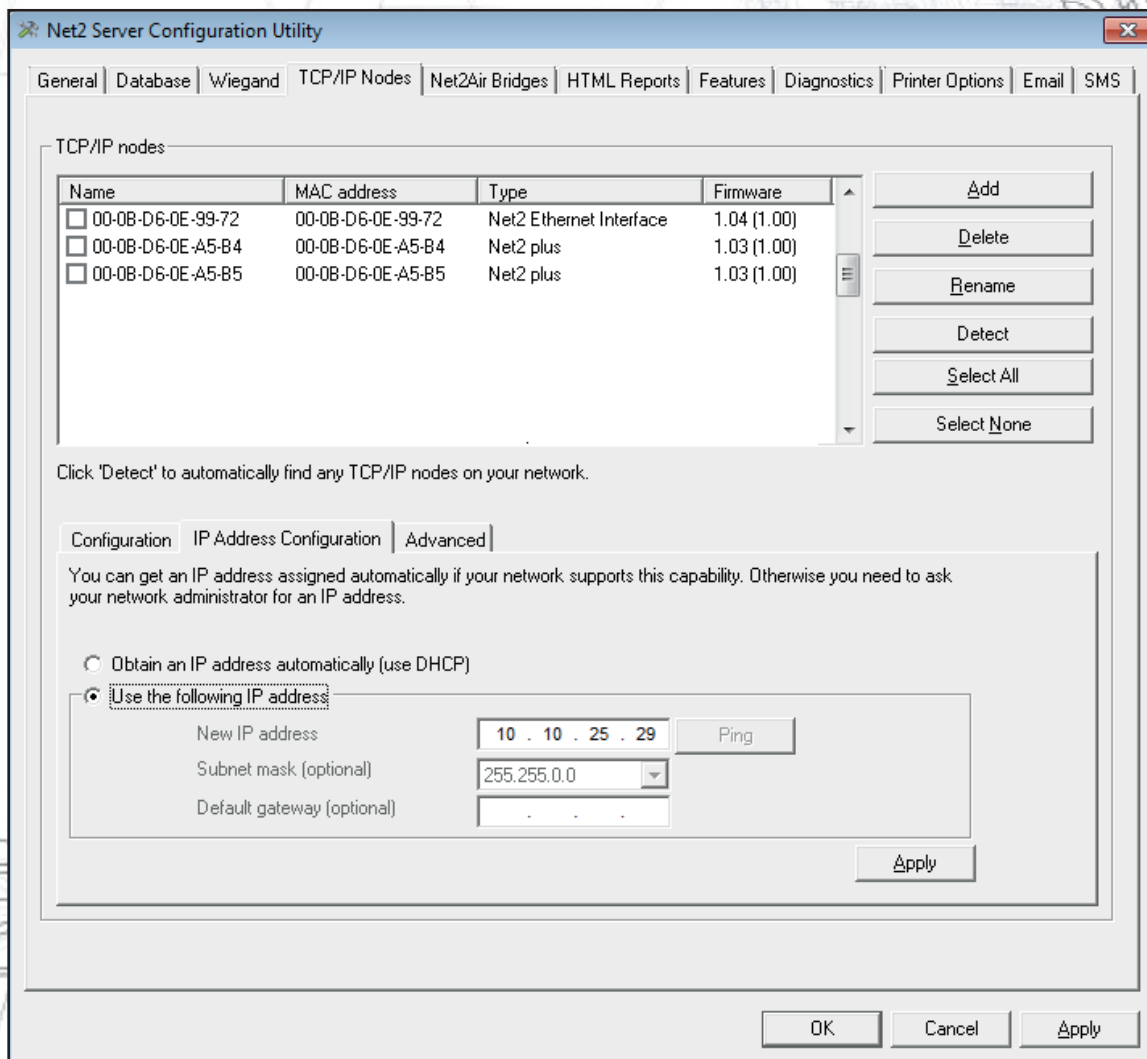 Net2 Server Configuration Utility
General Database Wiegand TCP/IP Nodes Net2Air Bridges HTML Reports Features Diagnostics Printer Options Email SMS
TCP/IP nodes
Name MAC address Type Firmware
00-0B-D6-0E-99-72 00-0B-D6-0E-99-72 Net2 Ethernet Interface 1.04 (1.00)
00-0B-D6-0E-A5-B4 00-0B-D6-0E-A5-B4 Net2 plus 1.03 (1.00)
00-0B-D6-0E-A5-B5 00-0B-D6-0E-A5-B5 Net2 plus 1.03 (1.00)
Add
Delete
Rename
Detect
Select All
Select None
Click 'Detect' to automatically find any TCP/IP nodes on your network.
Configuration IP Address Configuration Advanced
You can get an IP address assigned automatically if your network supports this capability. Otherwise you need to ask
your network administrator for an IP address.
Obtain an IP address automatically (use DHCP)
Use the following IP address
New IP address 10 . 10 . 25 . 29 Ping
Subnet mask (optional) 255.255.0.0
Default gateway (optional) . . .
Apply
OK Cancel Apply